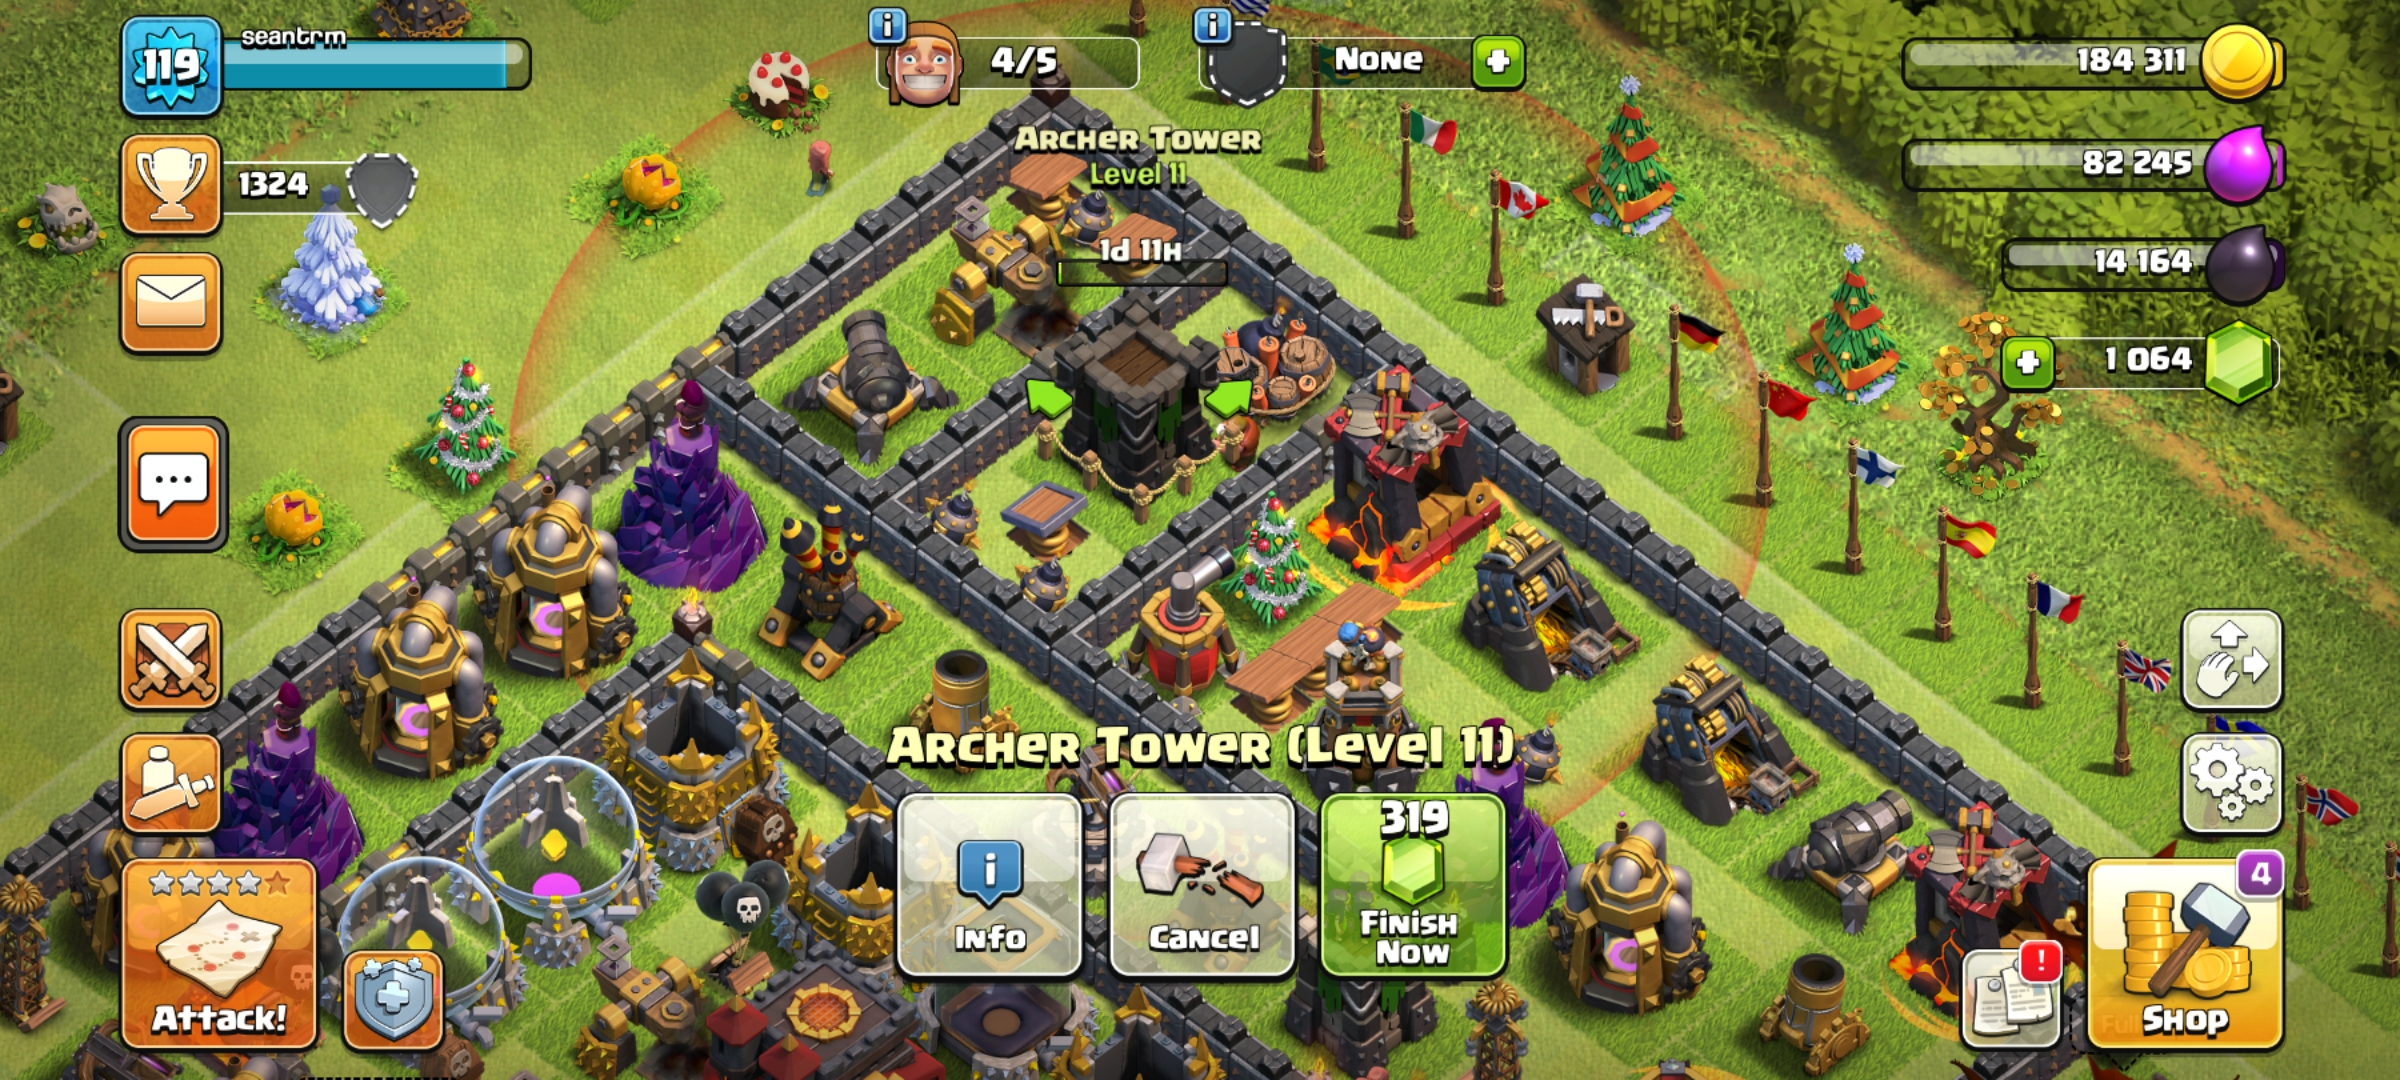 119
seantrm
4/5
None
184 311
1324
82 245
14 164
1 064
Archer Tower
Level 11
1d 11H
Archer Tower (Level 11)
Info
Cancel
319
Finish
Now
Attack!
4
!
Shop